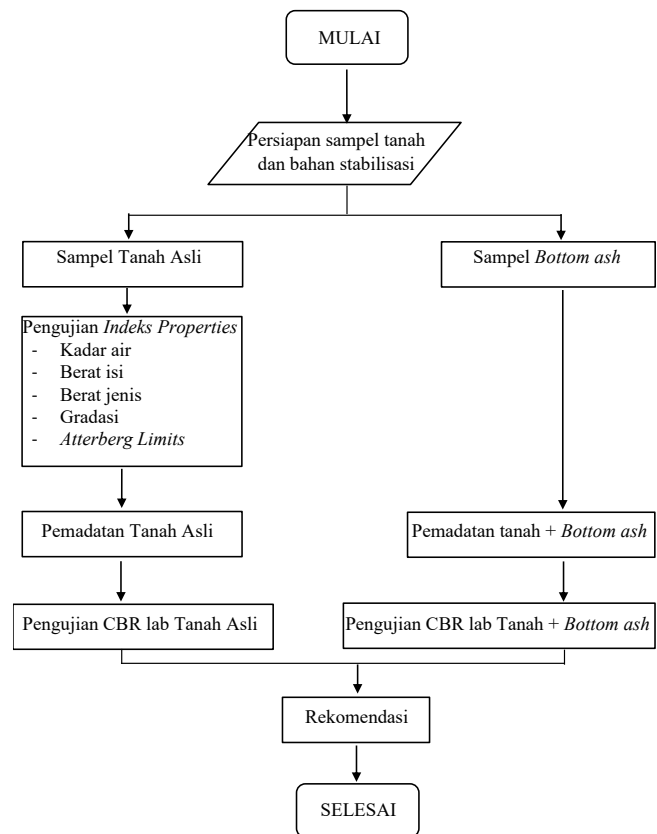 MULAI
Persiapan sampel tanah
dan bahan stabilisasi
Sampel Tanah Asli
Sampel Bottom ash
Pengujian Indeks Properties
- Kadar air
- Berat isi
- Berat jenis
- Gradasi
- Atterberg Limits
Pemadatan Tanah Asli
Pemadatan tanah + Bottom ash
Pengujian CBR lab Tanah Asli
Pengujian CBR lab Tanah + Bottom ash
Rekomendasi
SELESAI